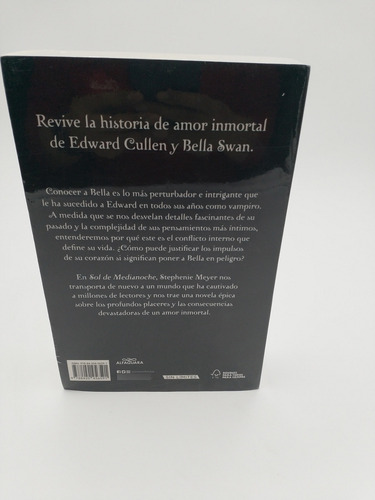 Revive la historia de amor inmortal
de Edward Cullen y Bella Swan.
Conocer a Bella es lo más perturbador e intrigante que
le ha sucedido a Edward en todos sus años como vampiro.
A medida que se nos desvelan detalles fascinantes de su
pasado y la complejidad de sus pensamientos más íntimos,
entenderemos por qué este es el conflicto interno que
define su vida. ¿Cómo puede justificar los impulsos
de su corazón si significan poner a Bella en peligro?
En Sol de Medianoche, Stephenie Meyer nos
transporta de nuevo a un mundo que ha cautivado
a millones de lectores y nos trae una novela épica
sobre los profundos placeres y las consecuencias
devastadoras de un amor inmortal.
ALFAGUARA
SIN LÍMITES
FSC